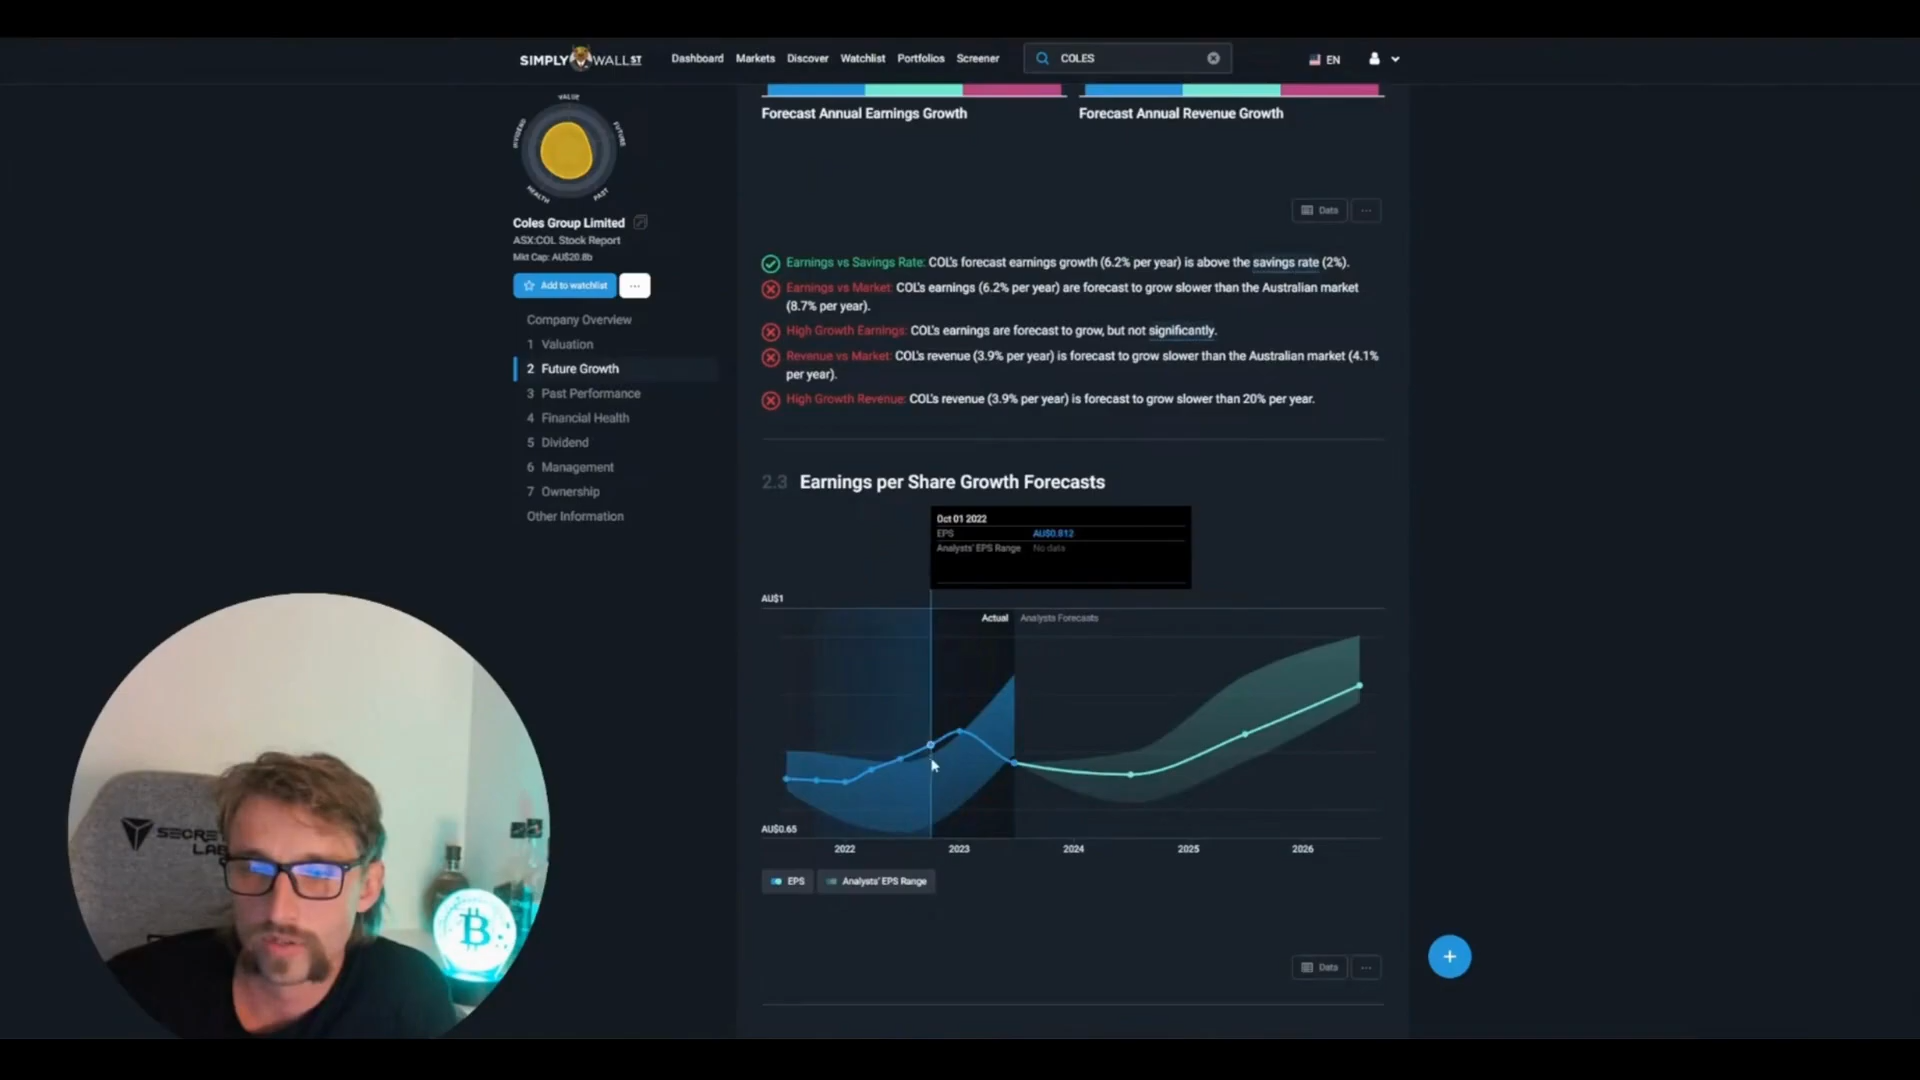 SIMPLY WALL ST
Dashboard Markets Discover Watchlist Portfolios Screener
COLES
EN
VALUE
FUTURE
PAST
HEALTH
DIVIDEND
Coles Group Limited
ASX:COL Stock Report
Mkt Cap: AU$20.8b
Add to watchlist
...
Company Overview
1 Valuation
2 Future Growth
3 Past Performance
4 Financial Health
5 Dividend
6 Management
7 Ownership
Other Information
Forecast Annual Earnings Growth
Forecast Annual Revenue Growth
Data ...
Earnings vs Savings Rate: COL's forecast earnings growth (6.2% per year) is above the savings rate (2%).
Earnings vs Market: COL's earnings (6.2% per year) are forecast to grow slower than the Australian market
(8.7% per year).
High Growth Earnings: COL's earnings are forecast to grow, but not significantly.
Revenue vs Market: COL's revenue (3.9% per year) is forecast to grow slower than the Australian market (4.1%
per year).
High Growth Revenue: COL's revenue (3.9% per year) is forecast to grow slower than 20% per year.
2.3 Earnings per Share Growth Forecasts
Oct 01 2022
EPS AU$0.812
Analysts' EPS Range No data
AU$1
Actual Analysts Forecasts
AU$0.65
2022 2023 2024 2025 2026
EPS Analysts' EPS Range
Data ...
+